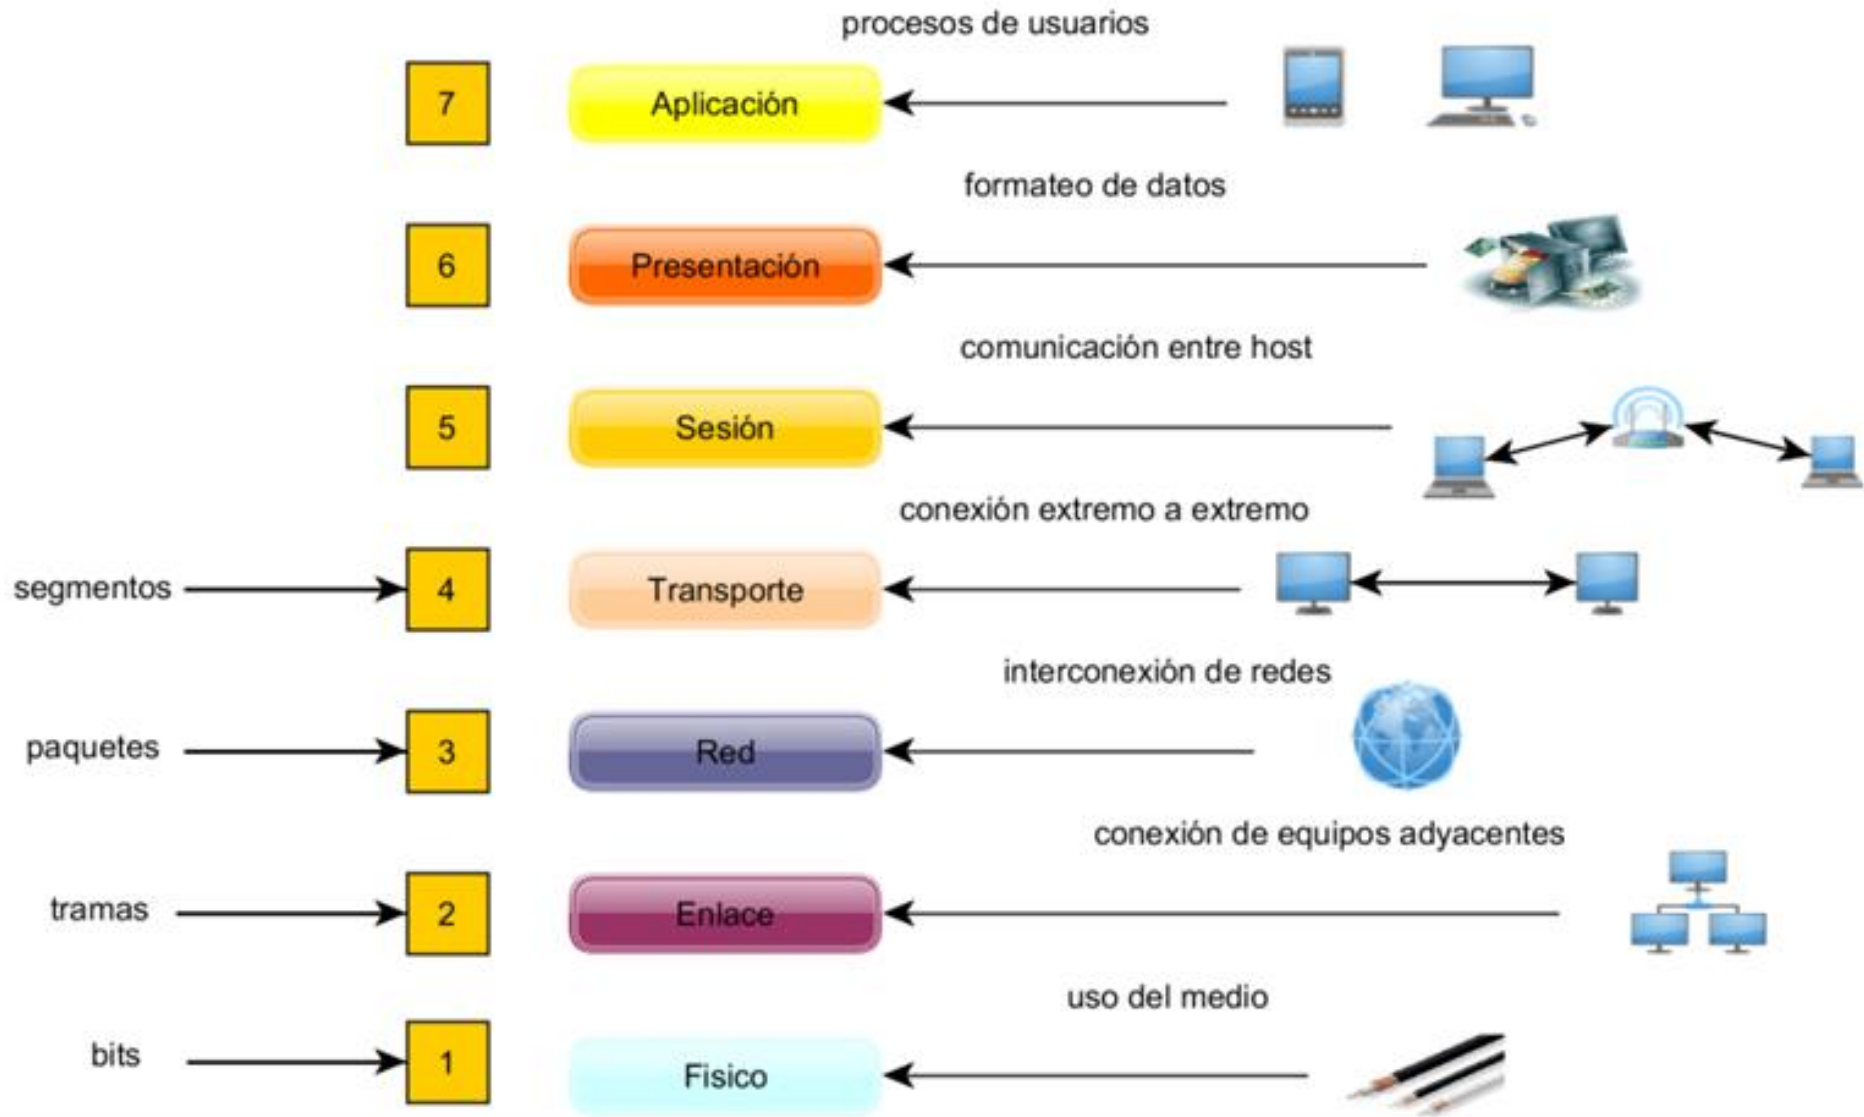 procesos de usuarios
7 Aplicación
formateo de datos
6 Presentación
comunicación entre host
5 Sesión
conexión extremo a extremo
segmentos 4 Transporte
interconexión de redes
paquetes 3 Red
conexión de equipos adyacentes
tramas 2 Enlace
uso del medio
bits 1 Fisico